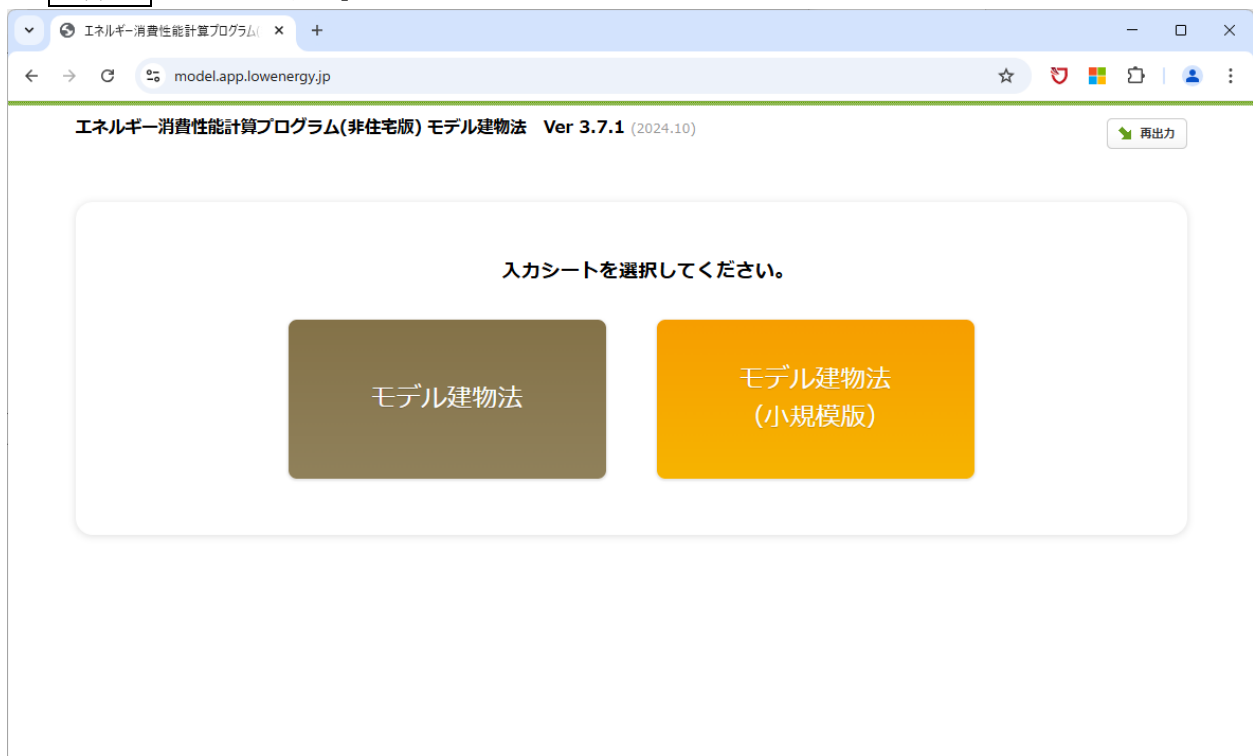 エネルギー消費性能計算プログラム(
model.app.lowenergy.jp
エネルギー消費性能計算プログラム(非住宅版) モデル建物法 Ver 3.7.1 (2024.10)
再出力
入力シートを選択してください。
モデル建物法
モデル建物法
(小規模版)